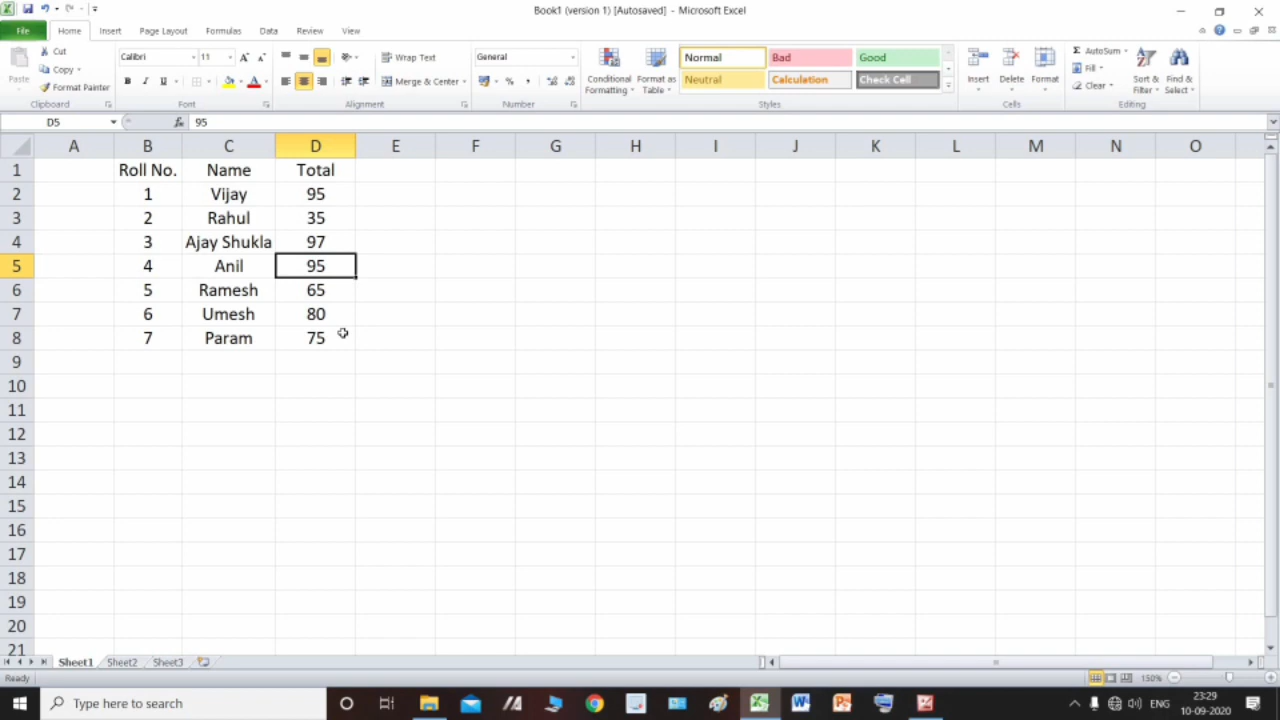 Book1 (version 1) [Autosaved] - Microsoft Excel
File Home Insert Page Layout Formulas Data Review View
Paste
Cut
Copy
Format Painter
Clipboard
Calibri 11
B I U
A A
Font
Wrap Text
Merge & Center
Alignment
General
% ,
Number
Conditional Formatting
Format as Table
Normal Bad Good
Neutral Calculation Check Cell
Styles
Insert Delete Format
Cells
Σ AutoSum
Fill
Clear
Sort & Filter
Find & Select
Editing
D5 fx 95
A B C D E F G H I J K L M N O
1 Roll No. Name Total
2 1 Vijay 95
3 2 Rahul 35
4 3 Ajay Shukla 97
5 4 Anil 95
6 5 Ramesh 65
7 6 Umesh 80
8 7 Param 75
9
10
11
12
13
14
15
16
17
18
19
20
21
Sheet1 Sheet2 Sheet3
Ready 150%
Type here to search
ENG
23:29
10-09-2020